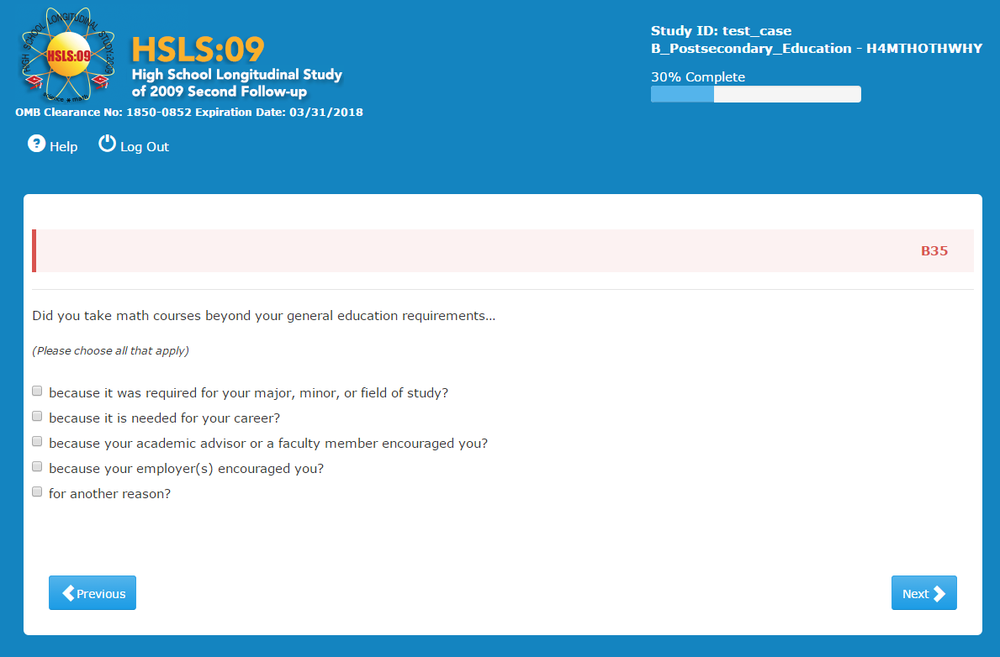 HIGH SCHOOL LONGITUDINAL STUDY 2009
HSLS:09
science math
HSLS:09
High School Longitudinal Study
of 2009 Second Follow-up
OMB Clearance No: 1850-0852 Expiration Date: 03/31/2018
Study ID: test_case
B_Postsecondary_Education - H4MTHOTHWHY
30% Complete
? Help
Log Out
B35
Did you take math courses beyond your general education requirements...
(Please choose all that apply)
because it was required for your major, minor, or field of study?
because it is needed for your career?
because your academic advisor or a faculty member encouraged you?
because your employer(s) encouraged you?
for another reason?
Previous
Next